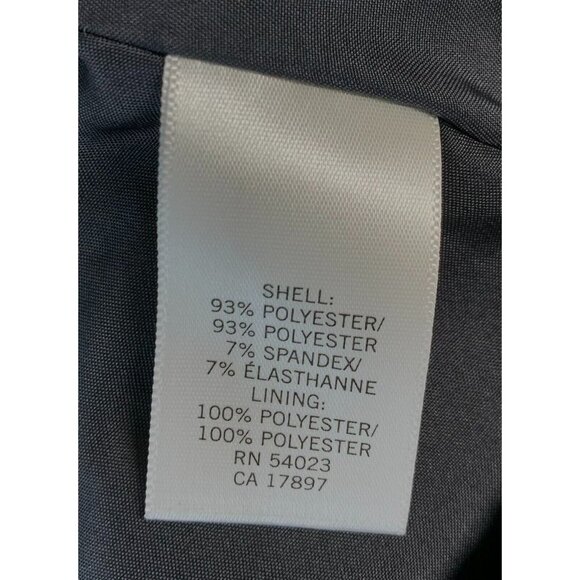 SHELL:
93% POLYESTER/
93% POLYESTER
7% SPANDEX/
7% ÉLASTHANNE
LINING:
100% POLYESTER/
100% POLYESTER
RN 54023
CA 17897